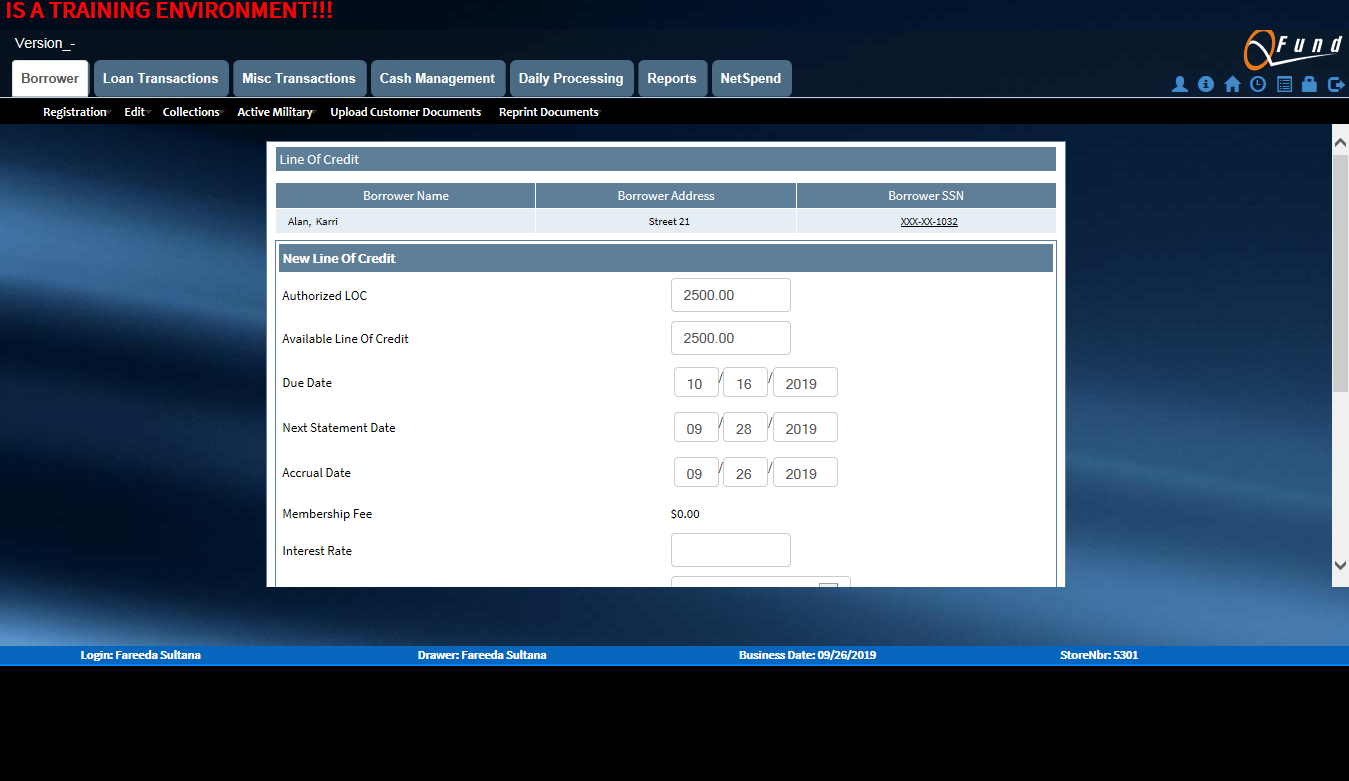 IS A TRAINING ENVIRONMENT!!!
Version_-
QFund
Borrower Loan Transactions Misc Transactions Cash Management Daily Processing Reports NetSpend
Registration Edit Collections Active Military Upload Customer Documents Reprint Documents
Line Of Credit
Borrower Name Borrower Address Borrower SSN
Alan, Karri Street 21 XXX-XX-1032
New Line Of Credit
Authorized LOC 2500.00
Available Line Of Credit 2500.00
Due Date 10 / 16 / 2019
Next Statement Date 09 / 28 / 2019
Accrual Date 09 / 26 / 2019
Membership Fee $0.00
Interest Rate
Login: Fareeda Sultana Drawer: Fareeda Sultana Business Date: 09/26/2019 StoreNbr: 5301